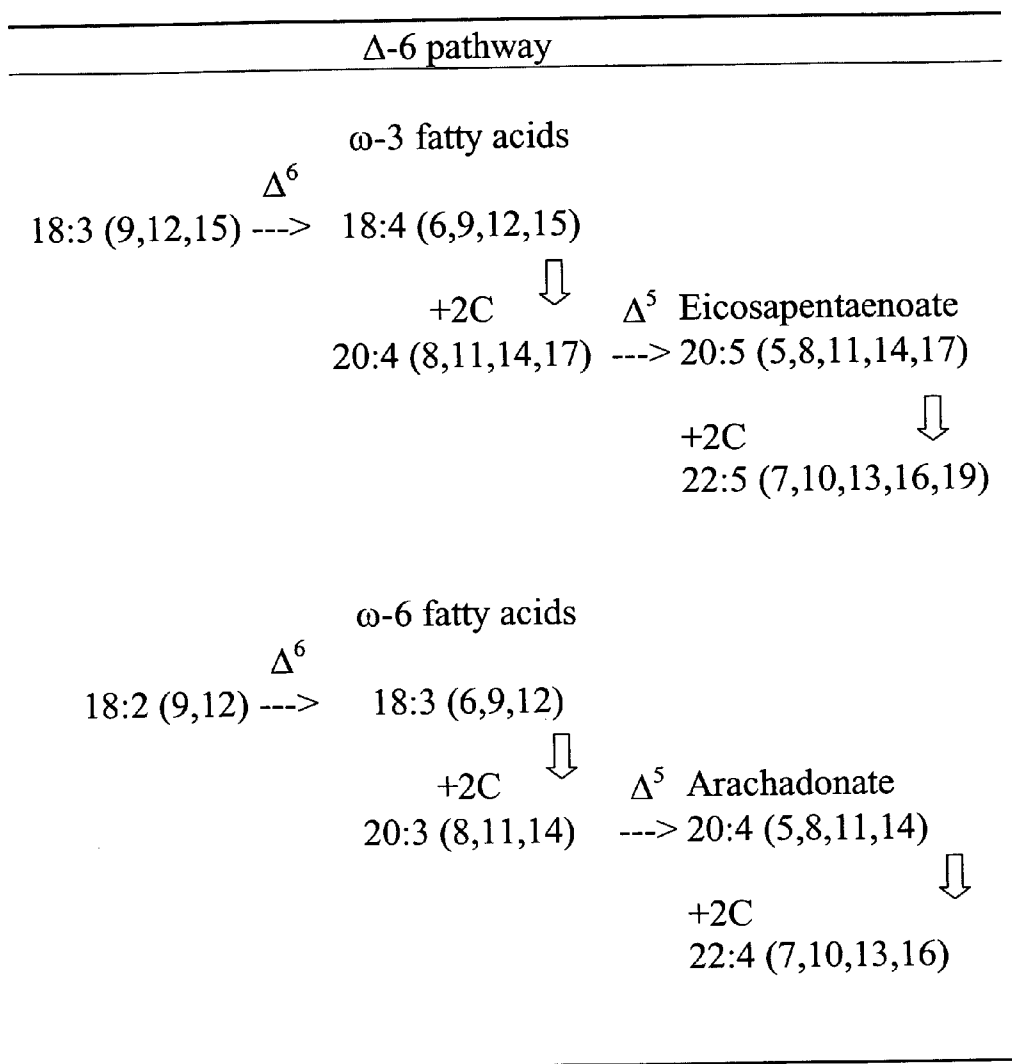 Δ-6 pathway
ω-3 fatty acids
Δ⁶
18:3 (9,12,15) ---> 18:4 (6,9,12,15)
+2C Δ⁵ Eicosapentaenoate
20:4 (8,11,14,17) ---> 20:5 (5,8,11,14,17)
+2C
22:5 (7,10,13,16,19)
ω-6 fatty acids
Δ⁶
18:2 (9,12) ---> 18:3 (6,9,12)
+2C Δ⁵ Arachadonate
20:3 (8,11,14) ---> 20:4 (5,8,11,14)
+2C
22:4 (7,10,13,16)